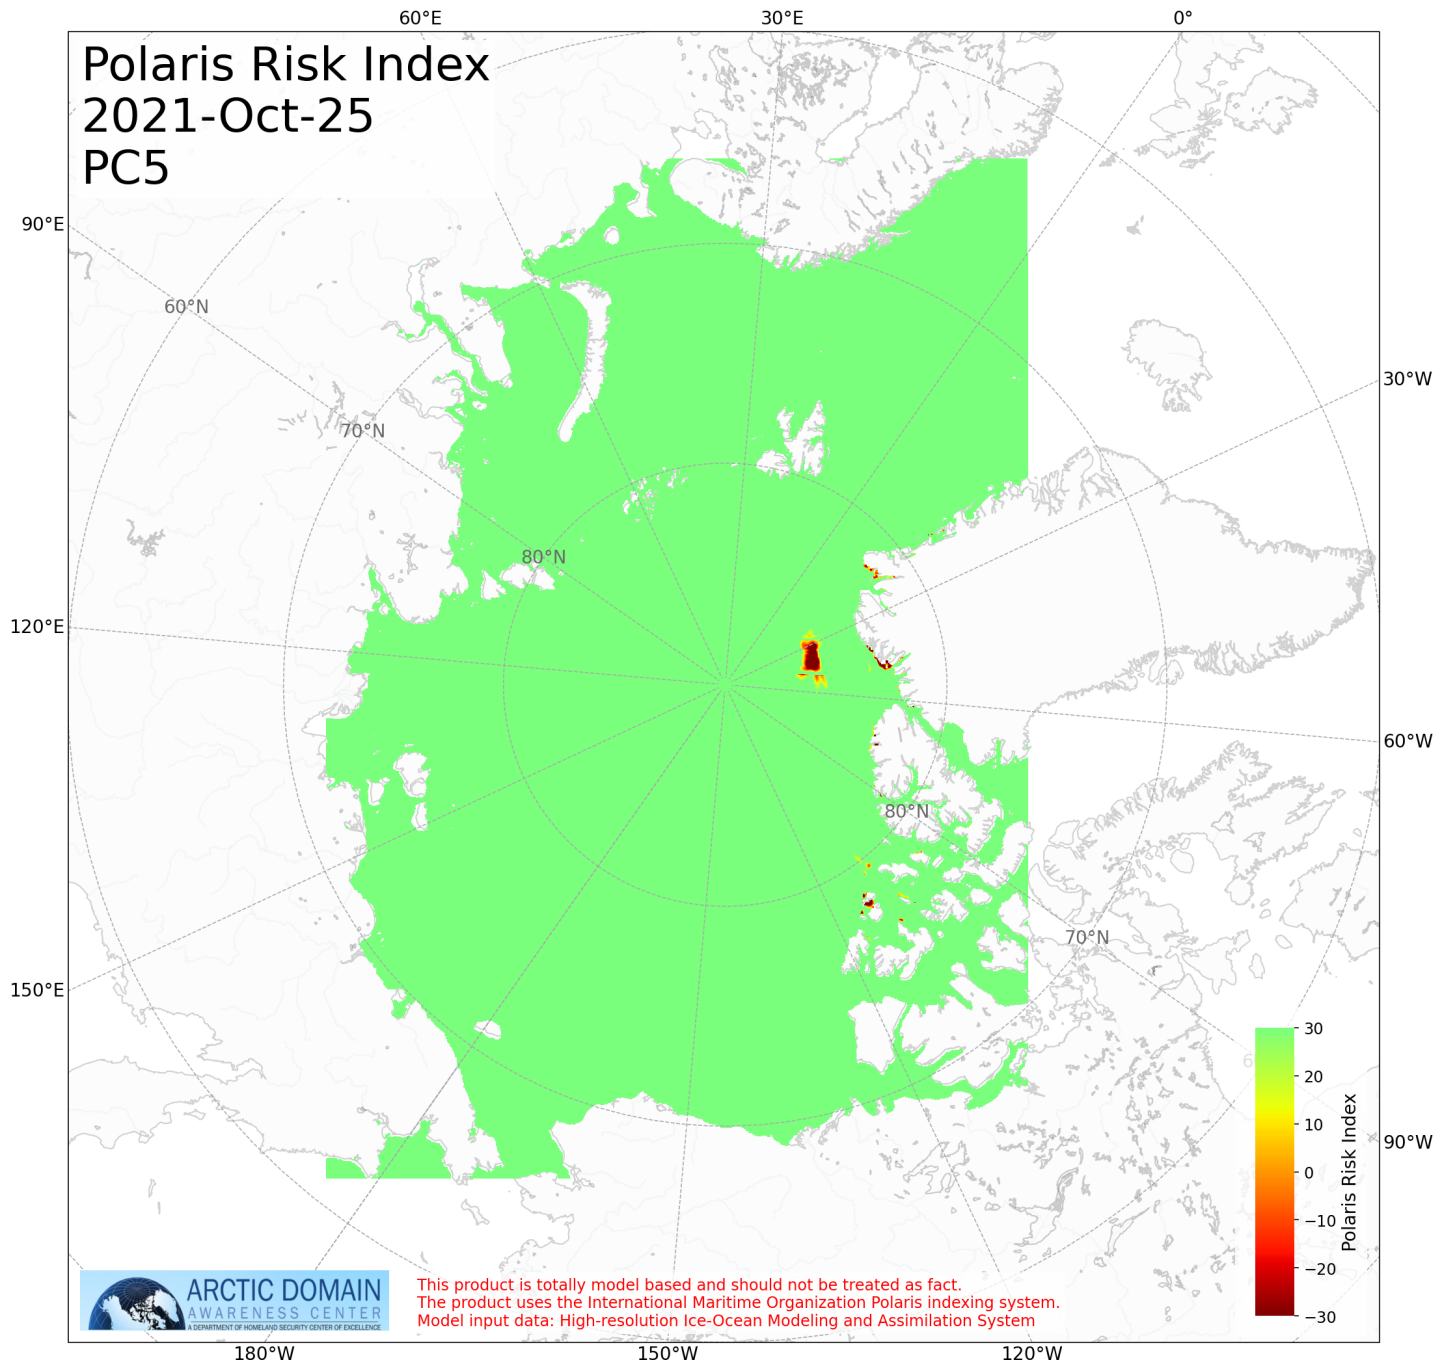 60°E 30°E 0°
Polaris Risk Index
2021-Oct-25
PC5
90°E
60°N
30°W
70°N
80°N
120°E
60°W
80°N
70°N
150°E
30
20
10
0
−10
−20
−30
Polaris Risk Index
90°W
ARCTIC DOMAIN
AWARENESS CENTER
A DEPARTMENT OF HOMELAND SECURITY CENTER OF EXCELLENCE
This product is totally model based and should not be treated as fact.
The product uses the International Maritime Organization Polaris indexing system.
Model input data: High-resolution Ice-Ocean Modeling and Assimilation System
180°W 150°W 120°W